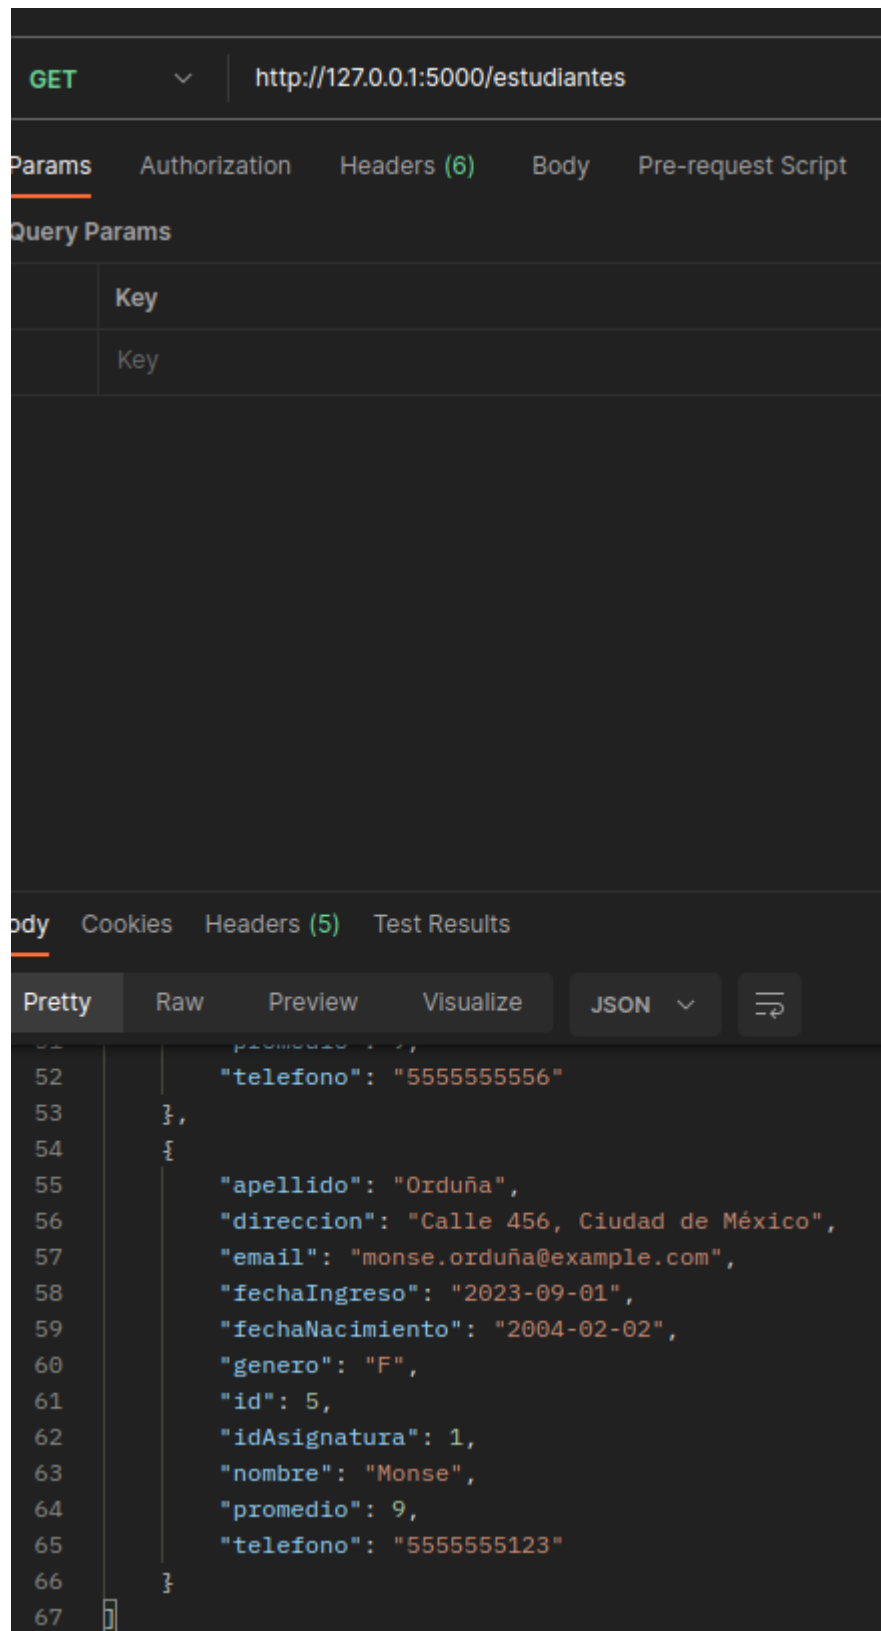 GET http://127.0.0.1:5000/estudiantes
Params Authorization Headers (6) Body Pre-request Script
Query Params
Key
Key
Cookies Headers (5) Test Results
Pretty Raw Preview Visualize JSON
52 "telefono": "5555555556"
53 },
54 {
55 "apellido": "Orduña",
56 "direccion": "Calle 456, Ciudad de México",
57 "email": "monse.orduña@example.com",
58 "fechaIngreso": "2023-09-01",
59 "fechaNacimiento": "2004-02-02",
60 "genero": "F",
61 "id": 5,
62 "idAsignatura": 1,
63 "nombre": "Monse",
64 "promedio": 9,
65 "telefono": "5555555123"
66 }
67 ]